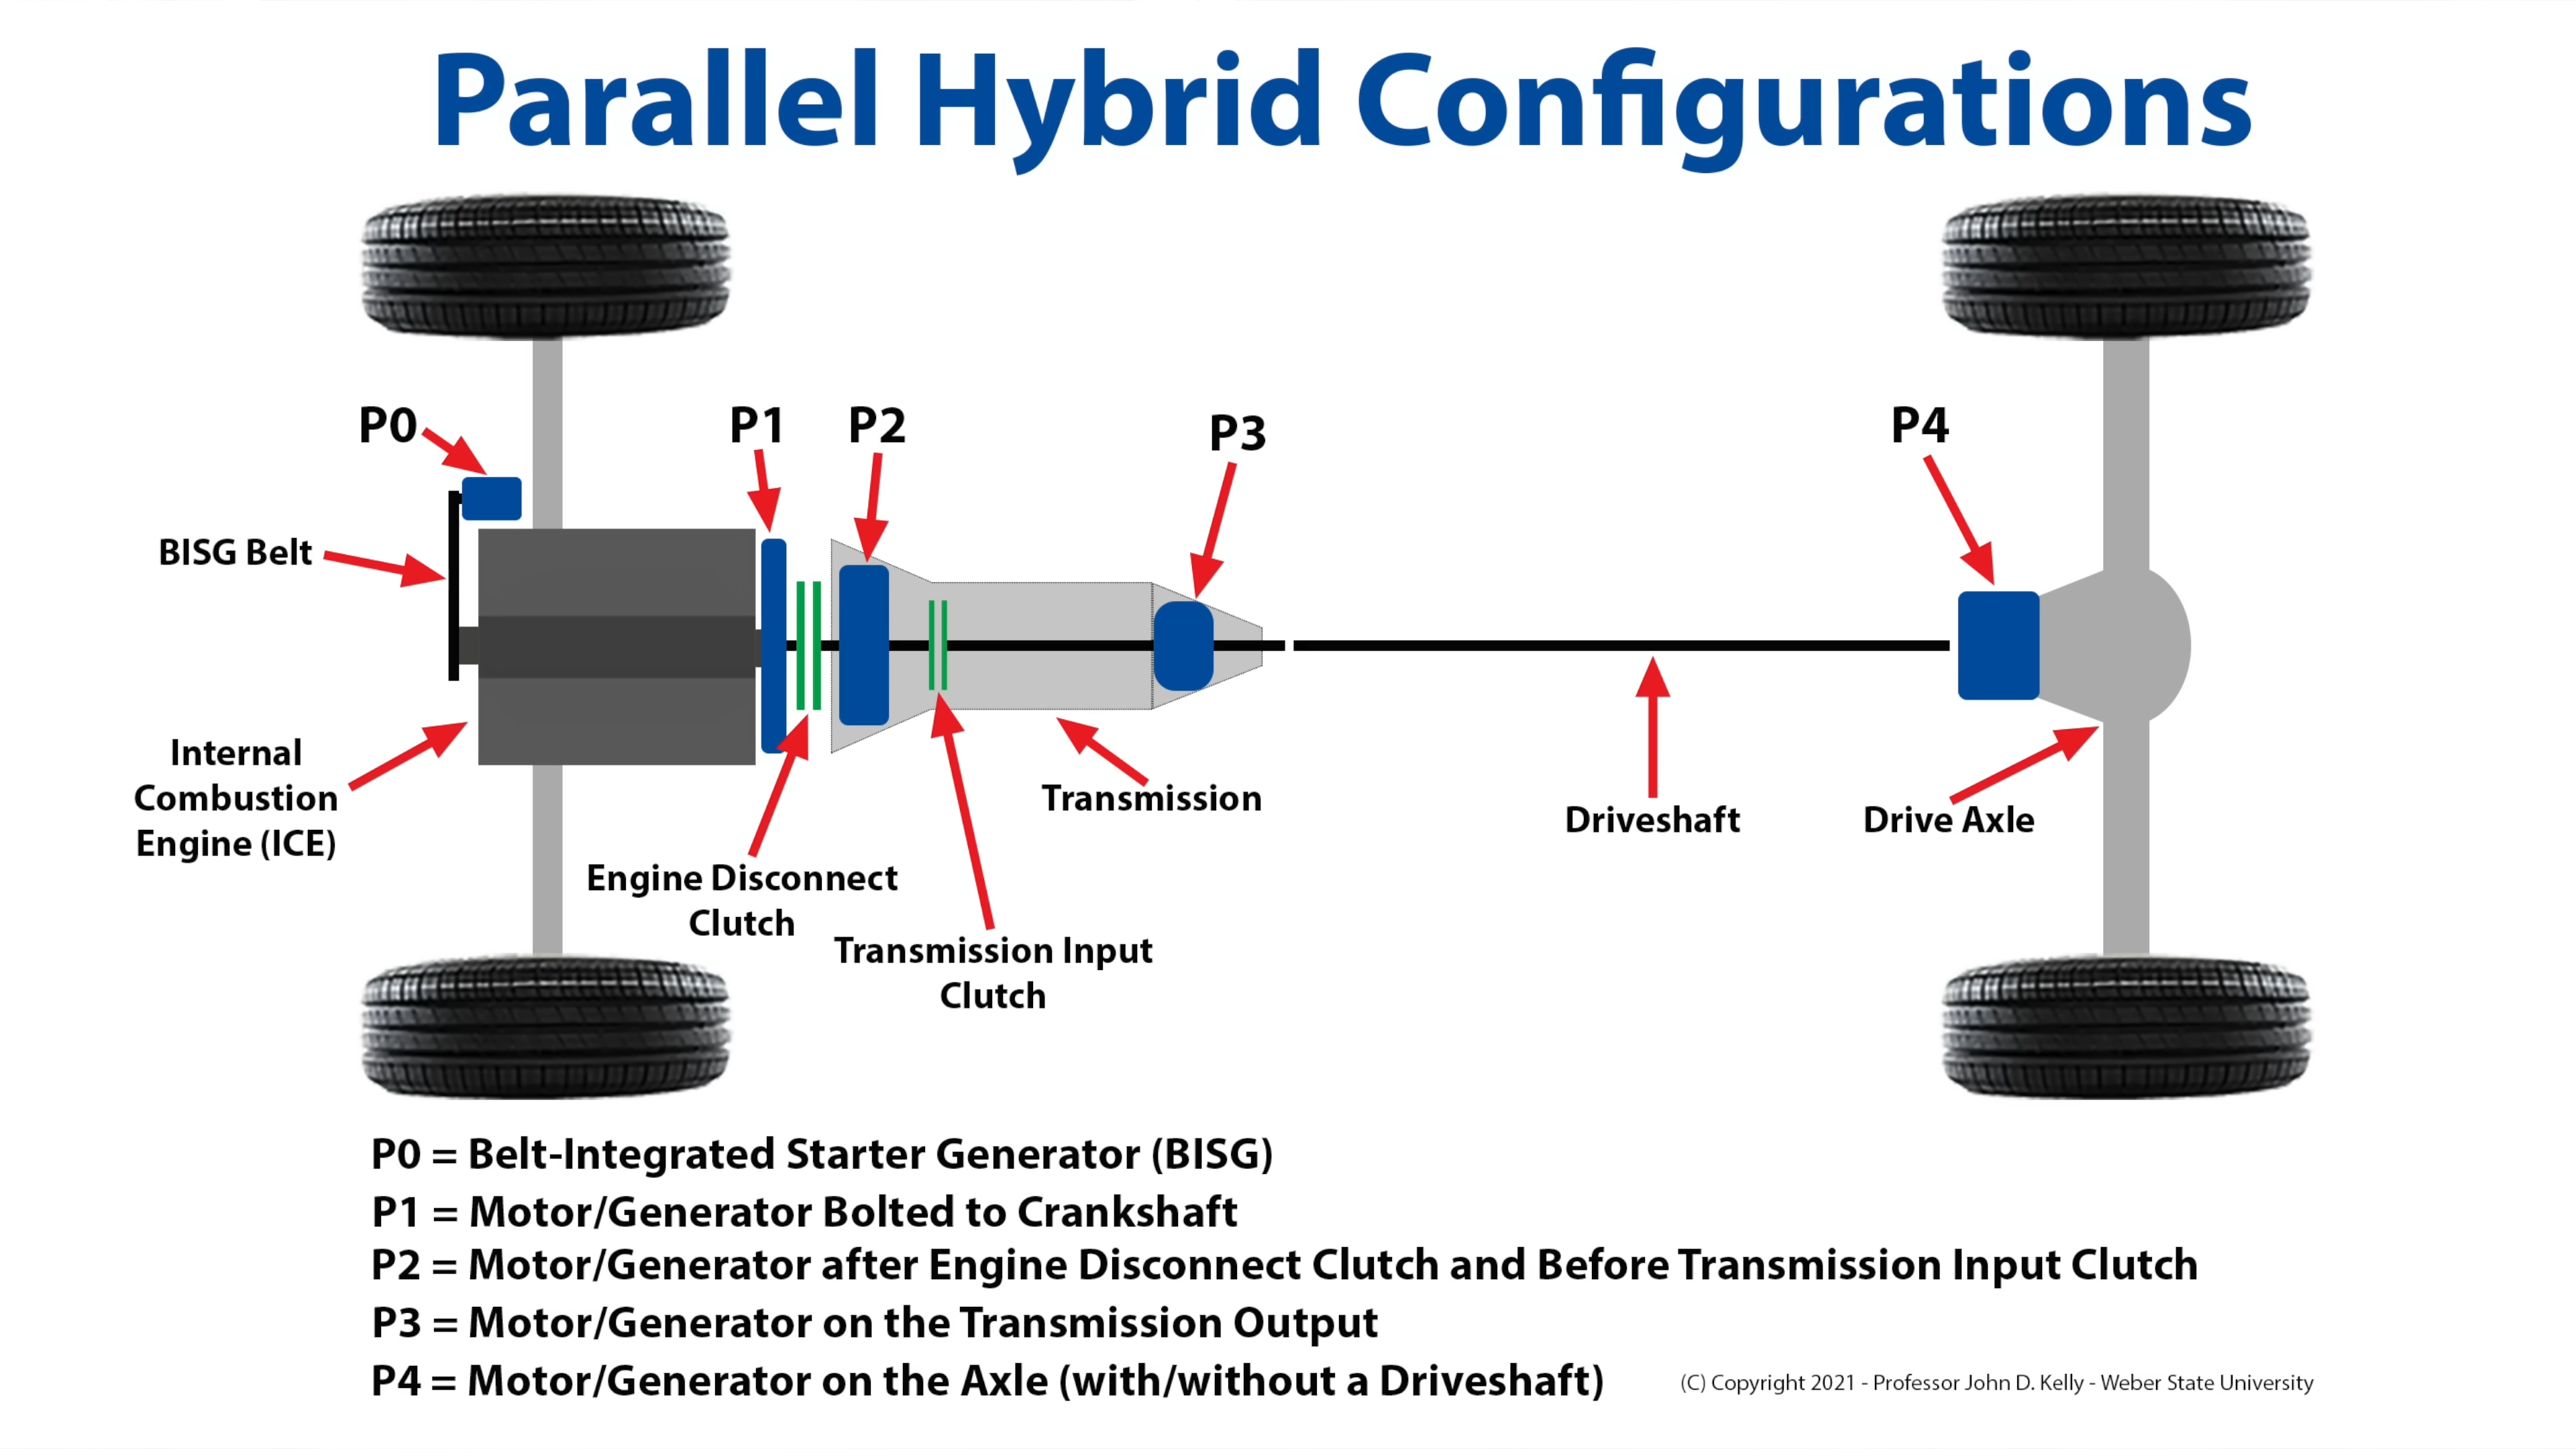 Parallel Hybrid Configurations
P0
P1
P2
P3
P4
BISG Belt
Internal
Combustion
Engine (ICE)
Engine Disconnect
Clutch
Transmission Input
Clutch
Transmission
Driveshaft
Drive Axle
P0 = Belt-Integrated Starter Generator (BISG)
P1 = Motor/Generator Bolted to Crankshaft
P2 = Motor/Generator after Engine Disconnect Clutch and Before Transmission Input Clutch
P3 = Motor/Generator on the Transmission Output
P4 = Motor/Generator on the Axle (with/without a Driveshaft)
(C) Copyright 2021 - Professor John D. Kelly - Weber State University